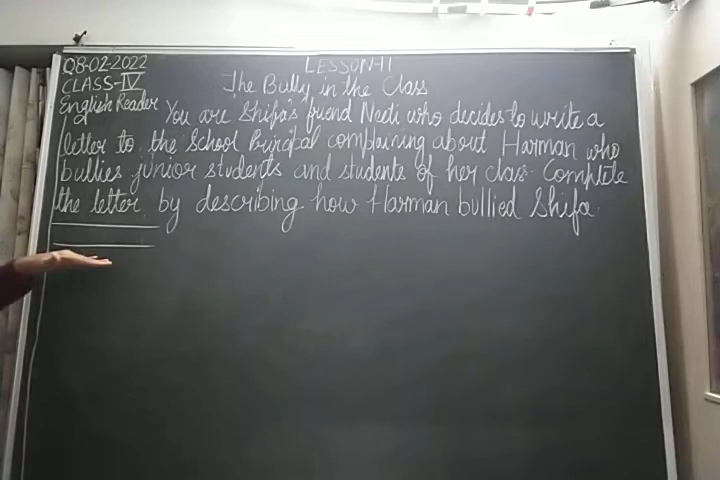 08-02-2022
LESSON-11
CLASS-IV
The Bully in the Class
English Reader
You are Shifa's friend Neeti who decides to write a
letter to the School Principal complaining about Harman who
bullies junior students and students of her class. Complete
the letter by describing how Harman bullied Shifa.